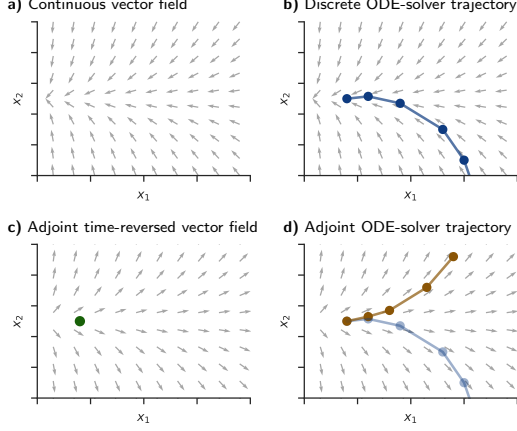 a) Continuous vector field
b) Discrete ODE-solver trajectory
x₂
x₁
x₂
x₁
c) Adjoint time-reversed vector field
d) Adjoint ODE-solver trajectory
x₂
x₁
x₂
x₁